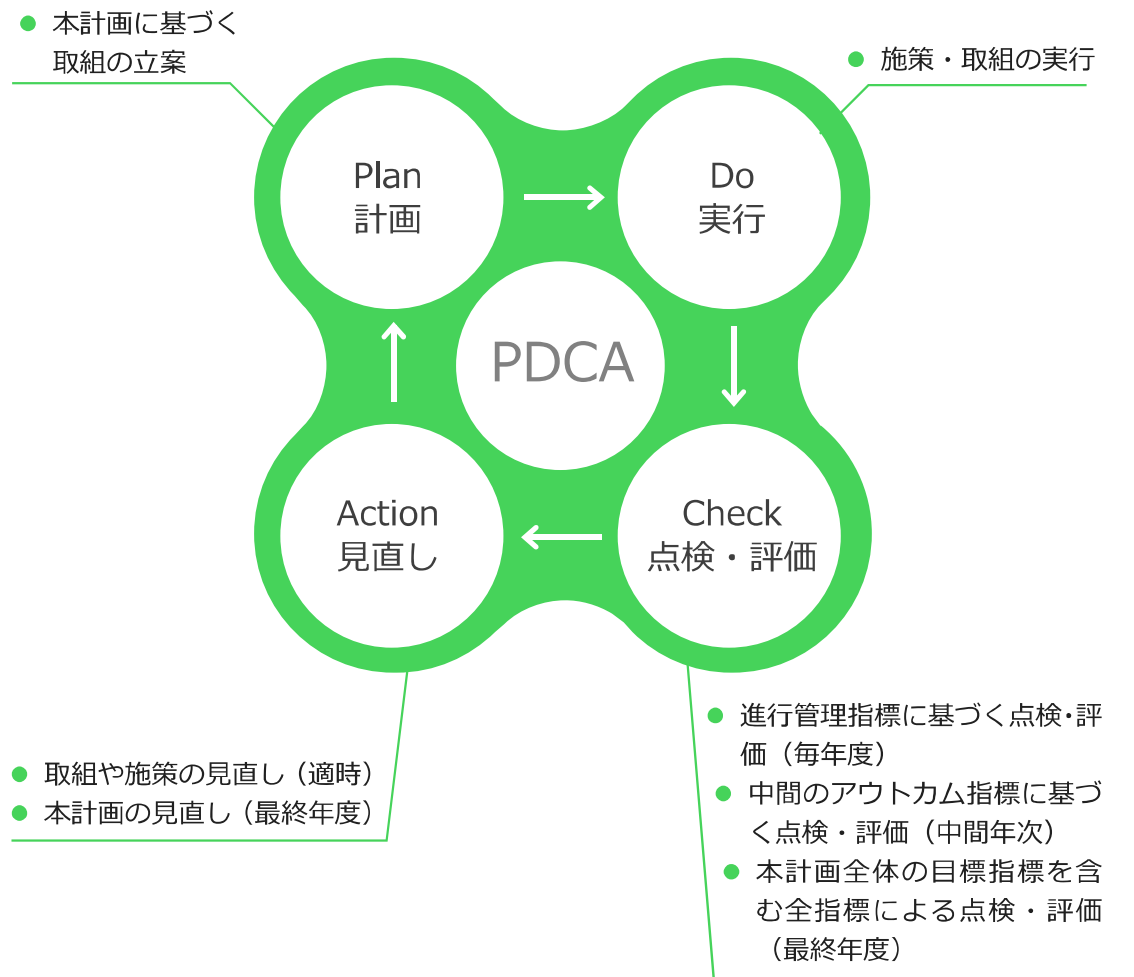 ● 本計画に基づく
取組の立案
● 施策・取組の実行
Plan
計画
Do
実行
PDCA
Action
見直し
Check
点検・評価
● 取組や施策の見直し（適時）
● 本計画の見直し（最終年度）
● 進行管理指標に基づく点検・評
価（毎年度）
● 中間のアウトカム指標に基づ
く点検・評価（中間年次）
● 本計画全体の目標指標を含
む全指標による点検・評価
（最終年度）